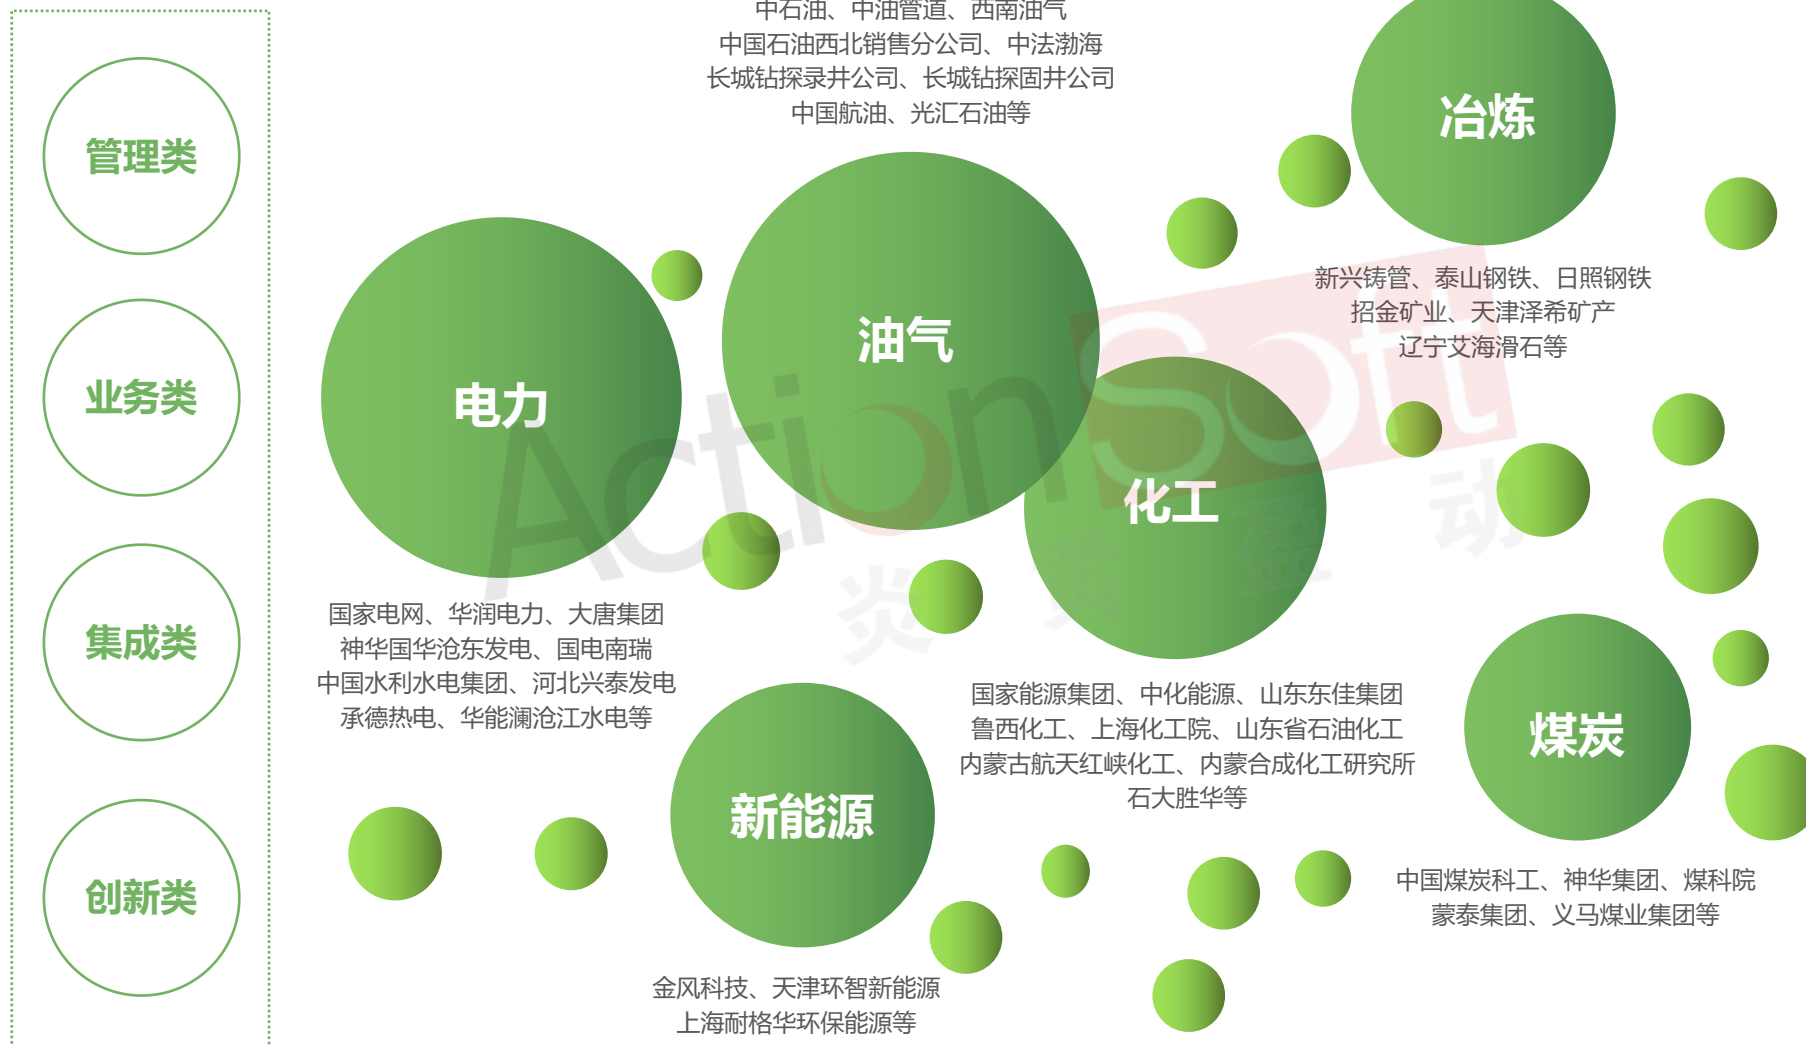 管理类
业务类
集成类
创新类
中石油、中油管道、西南油气
中国石油西北销售分公司、中法渤海
长城钻探录井公司、长城钻探固井公司
中国航油、光汇石油等
油气
冶炼
新兴铸管、泰山钢铁、日照钢铁
招金矿业、天津泽希矿产
辽宁艾海滑石等
电力
国家电网、华润电力、大唐集团
神华国华沧东发电、国电南瑞
中国水利水电集团、河北兴泰发电
承德热电、华能澜沧江水电等
化工
国家能源集团、中化能源、山东东佳集团
鲁西化工、上海化工院、山东省石油化工
内蒙古航天红峡化工、内蒙合成化工研究所
石大胜华等
新能源
金风科技、天津环智新能源
上海耐格华环保能源等
煤炭
中国煤炭科工、神华集团、煤科院
蒙泰集团、义马煤业集团等
ActionSoft
炎黄盈动